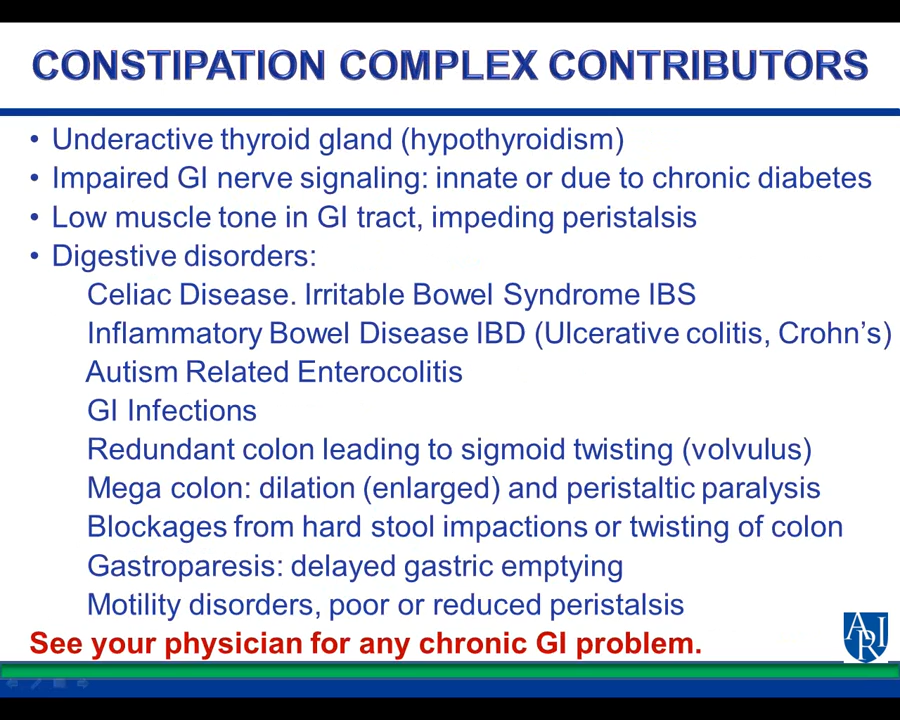 CONSTIPATION COMPLEX CONTRIBUTORS
• Underactive thyroid gland (hypothyroidism)
• Impaired GI nerve signaling: innate or due to chronic diabetes
• Low muscle tone in GI tract, impeding peristalsis
• Digestive disorders:
Celiac Disease. Irritable Bowel Syndrome IBS
Inflammatory Bowel Disease IBD (Ulcerative colitis, Crohn’s)
Autism Related Enterocolitis
GI Infections
Redundant colon leading to sigmoid twisting (volvulus)
Mega colon: dilation (enlarged) and peristaltic paralysis
Blockages from hard stool impactions or twisting of colon
Gastroparesis: delayed gastric emptying
Motility disorders, poor or reduced peristalsis
See your physician for any chronic GI problem.
ARI